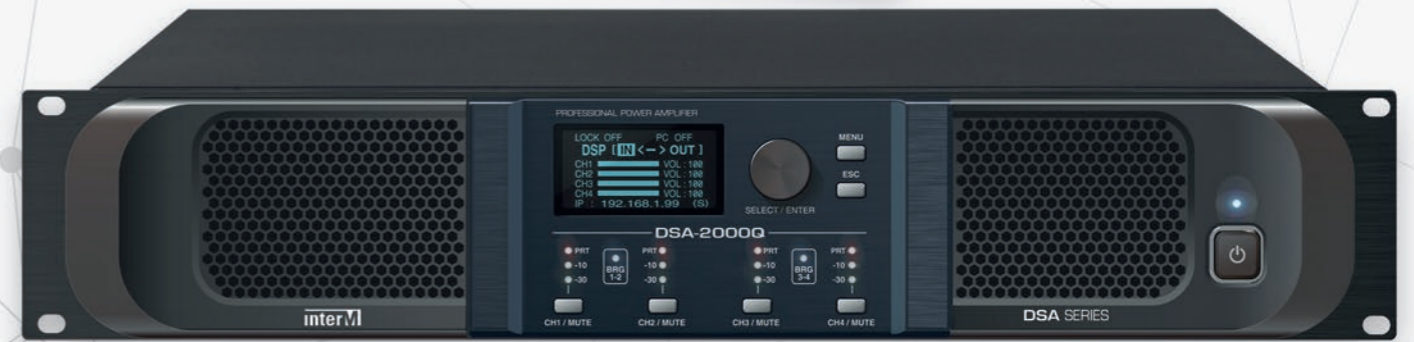 PROFESSIONAL POWER AMPLIFIER
LOCK OFF PC OFF
DSP [ IN <-> OUT ]
CH1 VOL : 100
CH2 VOL : 100
CH3 VOL : 100
CH4 VOL : 100
IP : 192.168.1.99 (S)
MENU
ESC
SELECT / ENTER
DSA-2000Q
PRT PRT PRT PRT
-10 BRG -10 -10 BRG -10
-30 1-2 -30 -30 3-4 -30
CH1 / MUTE CH2 / MUTE CH3 / MUTE CH4 / MUTE
interM
DSA SERIES